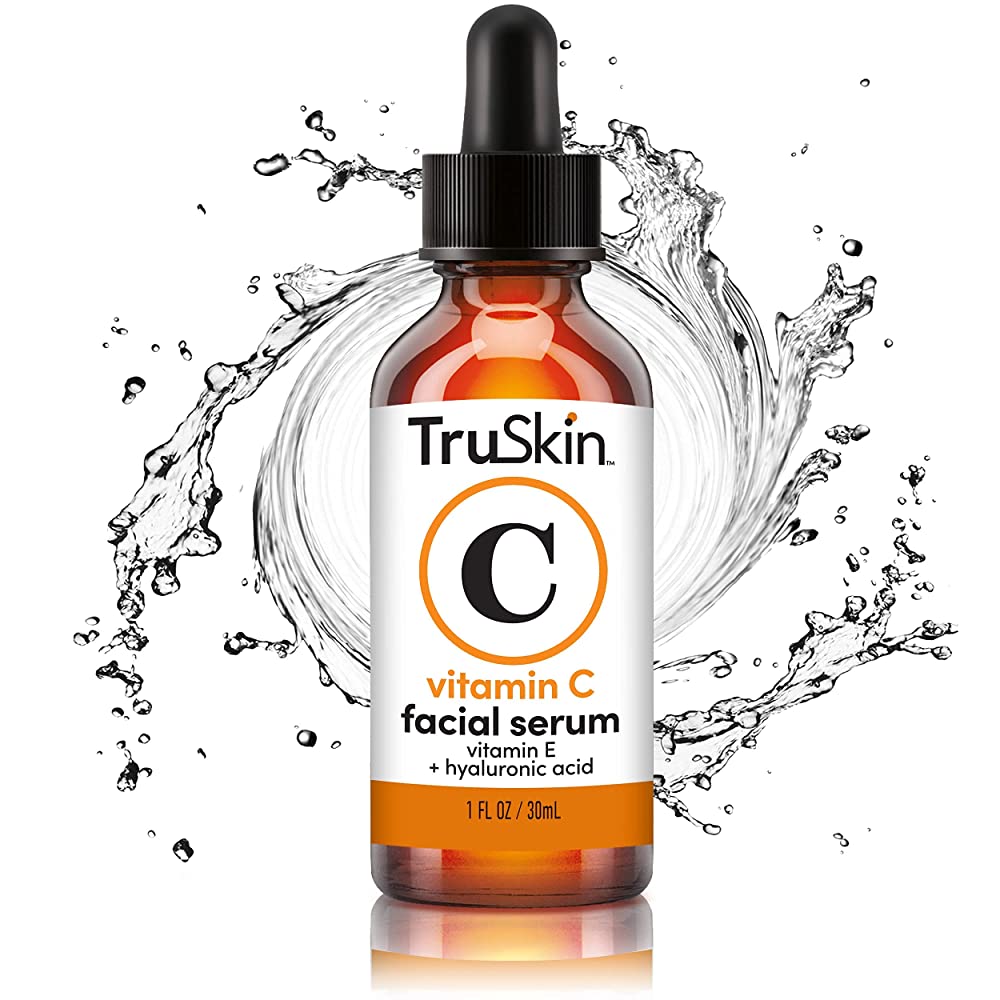 TruSkin™
C
vitamin C
facial serum
vitamin E
+ hyaluronic acid
1 FL OZ / 30mL